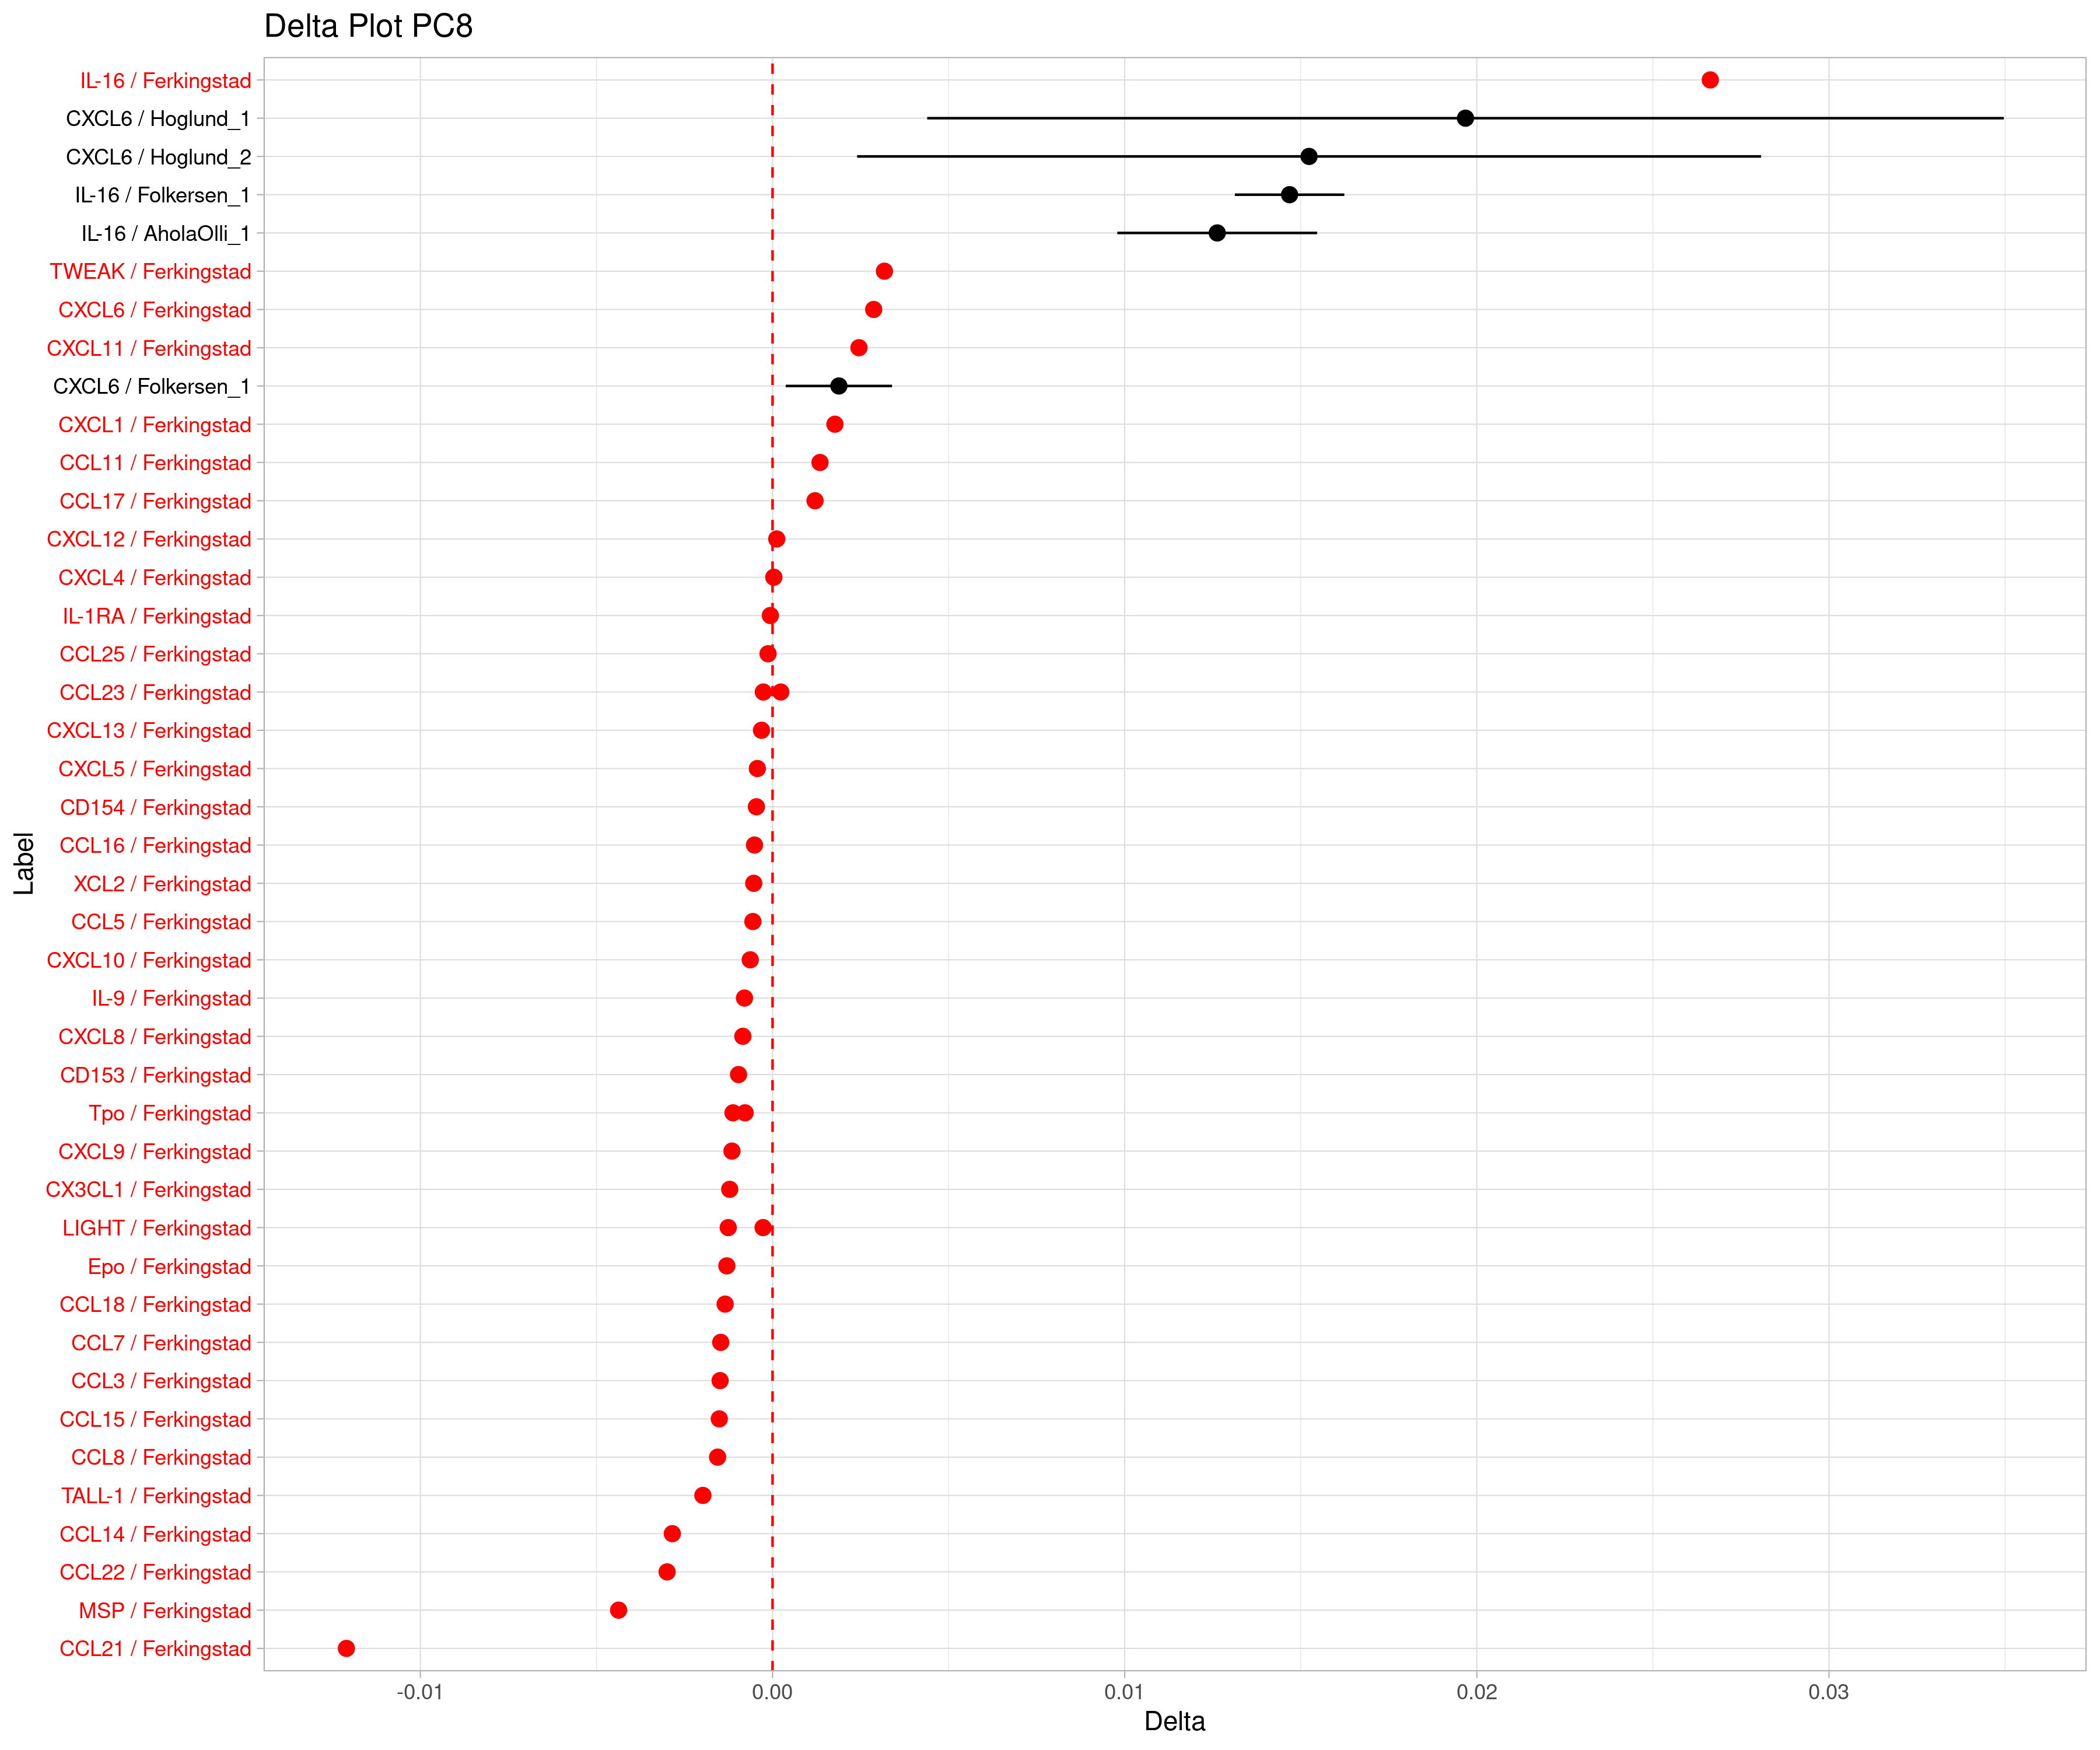 Delta Plot PC8
IL-16 / Ferkingstad
CXCL6 / Hoglund_1
CXCL6 / Hoglund_2
IL-16 / Folkersen_1
IL-16 / AholaOlli_1
TWEAK / Ferkingstad
CXCL6 / Ferkingstad
CXCL11 / Ferkingstad
CXCL6 / Folkersen_1
CXCL1 / Ferkingstad
CCL11 / Ferkingstad
CCL17 / Ferkingstad
CXCL12 / Ferkingstad
CXCL4 / Ferkingstad
IL-1RA / Ferkingstad
CCL25 / Ferkingstad
CCL23 / Ferkingstad
CXCL13 / Ferkingstad
CXCL5 / Ferkingstad
CD154 / Ferkingstad
CCL16 / Ferkingstad
XCL2 / Ferkingstad
CCL5 / Ferkingstad
CXCL10 / Ferkingstad
IL-9 / Ferkingstad
CXCL8 / Ferkingstad
CD153 / Ferkingstad
Tpo / Ferkingstad
CXCL9 / Ferkingstad
CX3CL1 / Ferkingstad
LIGHT / Ferkingstad
Epo / Ferkingstad
CCL18 / Ferkingstad
CCL7 / Ferkingstad
CCL3 / Ferkingstad
CCL15 / Ferkingstad
CCL8 / Ferkingstad
TALL-1 / Ferkingstad
CCL14 / Ferkingstad
CCL22 / Ferkingstad
MSP / Ferkingstad
CCL21 / Ferkingstad
Label
-0.01 0.00 0.01 0.02 0.03
Delta